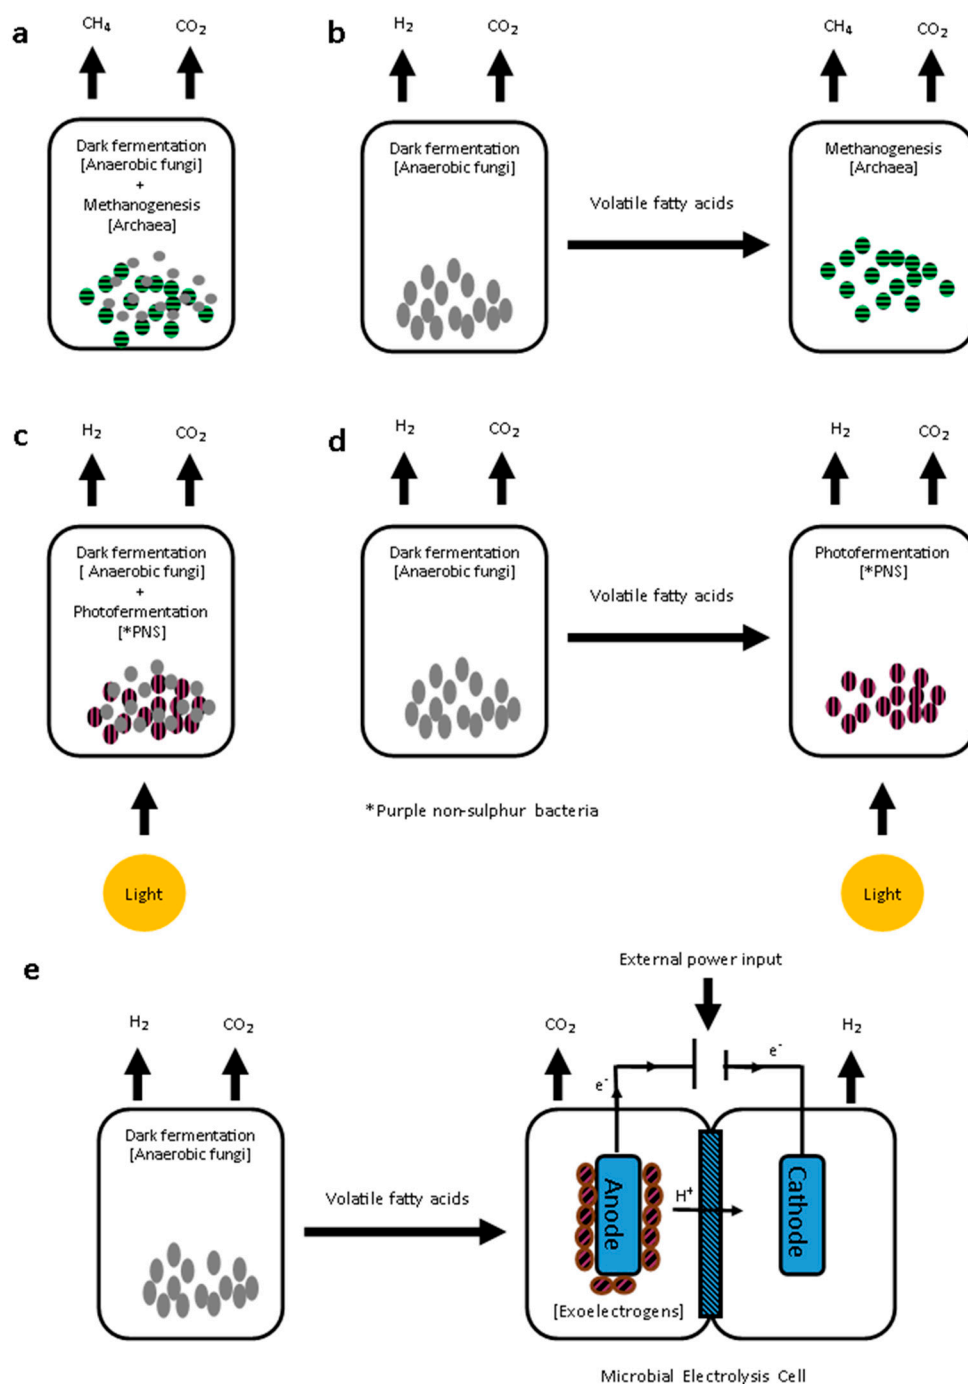 a
CH4
CO2
Dark fermentation
[Anaerobic fungi]
+
Methanogenesis
[Archaea]
b
H2
CO2
Dark fermentation
[Anaerobic fungi]
Volatile fatty acids
CH4
CO2
Methanogenesis
[Archaea]
c
H2
CO2
Dark fermentation
[ Anaerobic fungi]
+
Photofermentation
[*PNS]
Light
d
H2
CO2
Dark fermentation
[Anaerobic fungi]
Volatile fatty acids
H2
CO2
Photofermentation
[*PNS]
*Purple non-sulphur bacteria
Light
e
H2
CO2
Dark fermentation
[Anaerobic fungi]
Volatile fatty acids
External power input
CO2
e-
e-
H2
Anode
H+
Cathode
[Exoelectrogens]
Microbial Electrolysis Cell